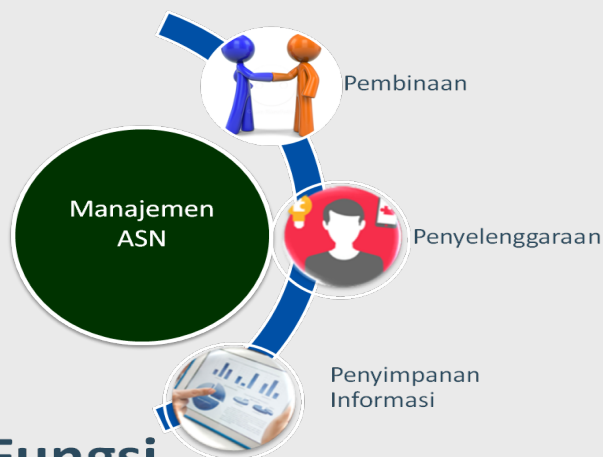 Pembinaan
Manajemen
ASN
Penyelenggaraan
Penyimpanan
Informasi
Fungsi